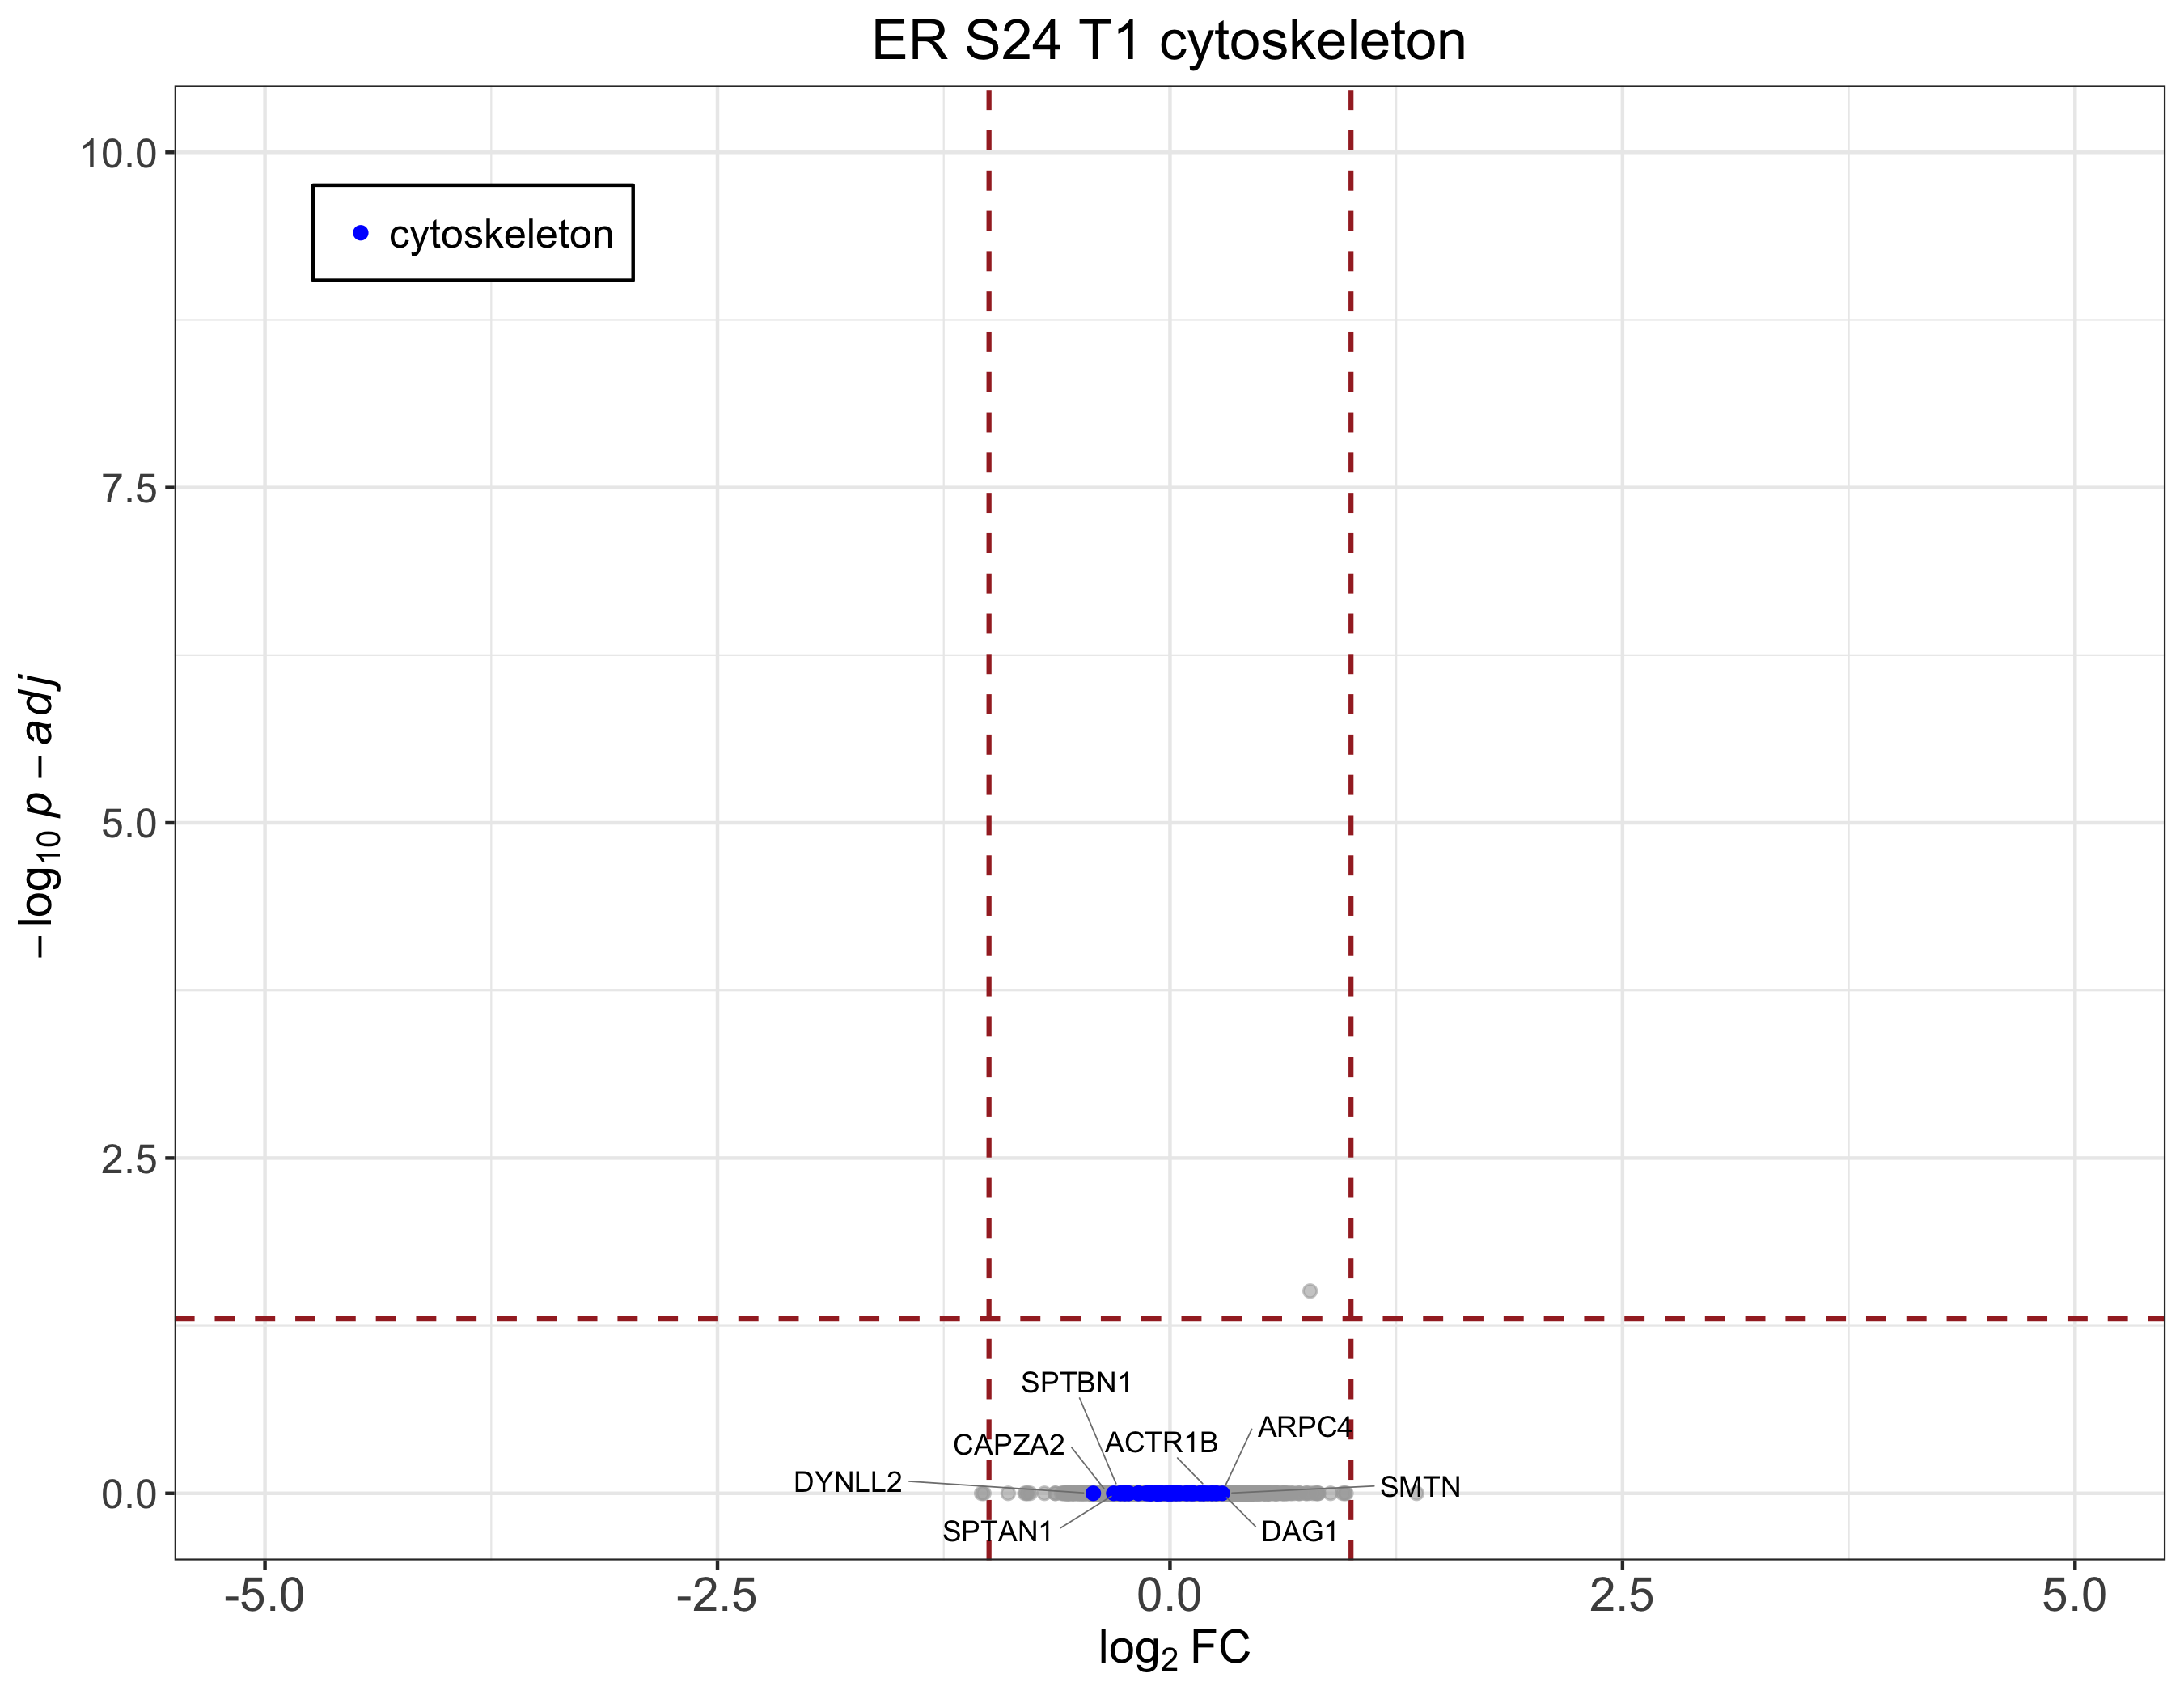 ER S24 T1 cytoskeleton
10.0
cytoskeleton
7.5
5.0
2.5
0.0
−log10 p − adj
SPTBN1
ARPC4
CAPZA2
ACTR1B
DYNLL2
SMTN
SPTAN1
DAG1
-5.0
-2.5
0.0
2.5
5.0
log2 FC